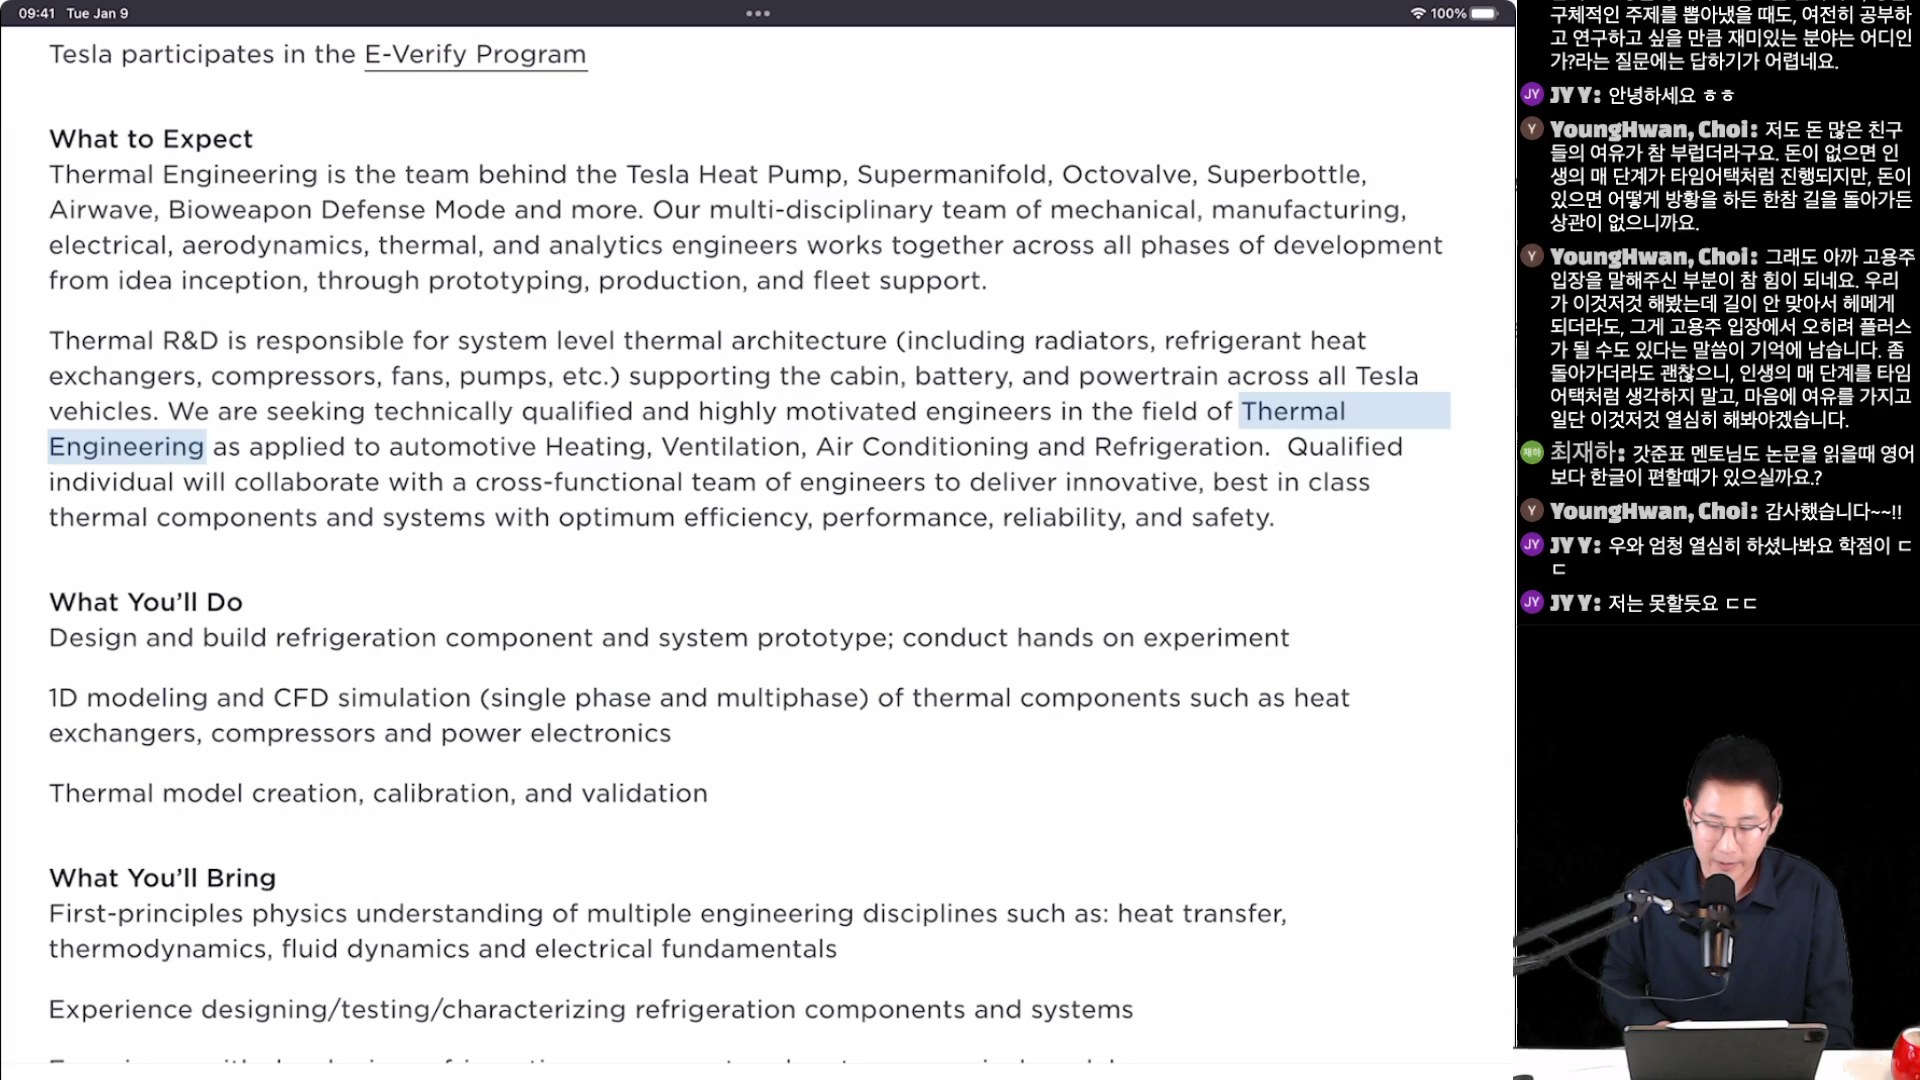 09:41 Tue Jan 9
100%
Tesla participates in the E-Verify Program
What to Expect
Thermal Engineering is the team behind the Tesla Heat Pump, Supermanifold, Octovalve, Superbottle,
Airwave, Bioweapon Defense Mode and more. Our multi-disciplinary team of mechanical, manufacturing,
electrical, aerodynamics, thermal, and analytics engineers works together across all phases of development
from idea inception, through prototyping, production, and fleet support.
Thermal R&D is responsible for system level thermal architecture (including radiators, refrigerant heat
exchangers, compressors, fans, pumps, etc.) supporting the cabin, battery, and powertrain across all Tesla
vehicles. We are seeking technically qualified and highly motivated engineers in the field of Thermal
Engineering as applied to automotive Heating, Ventilation, Air Conditioning and Refrigeration. Qualified
individual will collaborate with a cross-functional team of engineers to deliver innovative, best in class
thermal components and systems with optimum efficiency, performance, reliability, and safety.
What You'll Do
Design and build refrigeration component and system prototype; conduct hands on experiment
1D modeling and CFD simulation (single phase and multiphase) of thermal components such as heat
exchangers, compressors and power electronics
Thermal model creation, calibration, and validation
What You'll Bring
First-principles physics understanding of multiple engineering disciplines such as: heat transfer,
thermodynamics, fluid dynamics and electrical fundamentals
Experience designing/testing/characterizing refrigeration components and systems
구체적인 주제를 뽑아냈을 때도, 여전히 공부하
고 연구하고 싶을 만큼 재미있는 분야는 어디인
가?라는 질문에는 답하기가 어렵네요.
JY JY Y: 안녕하세요 ㅎㅎ
Y YoungHwan, Choi: 저도 돈 많은 친구
들의 여유가 참 부럽더라구요. 돈이 없으면 인
생의 매 단계가 타임어택처럼 진행되지만, 돈이
있으면 어떻게 방황을 하든 한참 길을 돌아가든
상관이 없으니까요.
Y YoungHwan, Choi: 그래도 아까 고용주
입장을 말해주신 부분이 참 힘이 되네요. 우리
가 이것저것 해봤는데 길이 안 맞아서 헤메게
되더라도, 그게 고용주 입장에서 오히려 플러스
가 될 수도 있다는 말씀이 기억에 남습니다. 좀
돌아가더라도 괜찮으니, 인생의 매 단계를 타임
어택처럼 생각하지 말고, 마음에 여유를 가지고
일단 이것저것 열심히 해봐야겠습니다.
재하 최재하: 갓준표 멘토님도 논문을 읽을때 영어
보다 한글이 편할때가 있으실까요.?
Y YoungHwan, Choi: 감사했습니다~~!!
JY JY Y: 우와 엄청 열심히 하셨나봐요 학점이 ㄷ
ㄷ
JY JY Y: 저는 못할듯요 ㄷㄷ